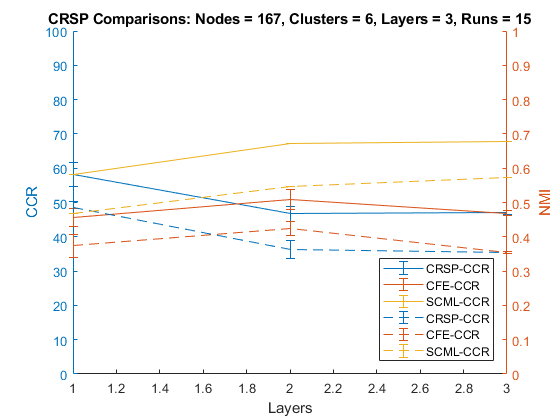 CRSP Comparisons: Nodes = 167, Clusters = 6, Layers = 3, Runs = 15
100
90
80
70
60
50
40
30
20
10
0
CCR
1
0.9
0.8
0.7
0.6
0.5
0.4
0.3
0.2
0.1
0
NMI
CRSP-CCR
CFE-CCR
SCML-CCR
CRSP-CCR
CFE-CCR
SCML-CCR
1 1.2 1.4 1.6 1.8 2 2.2 2.4 2.6 2.8 3
Layers